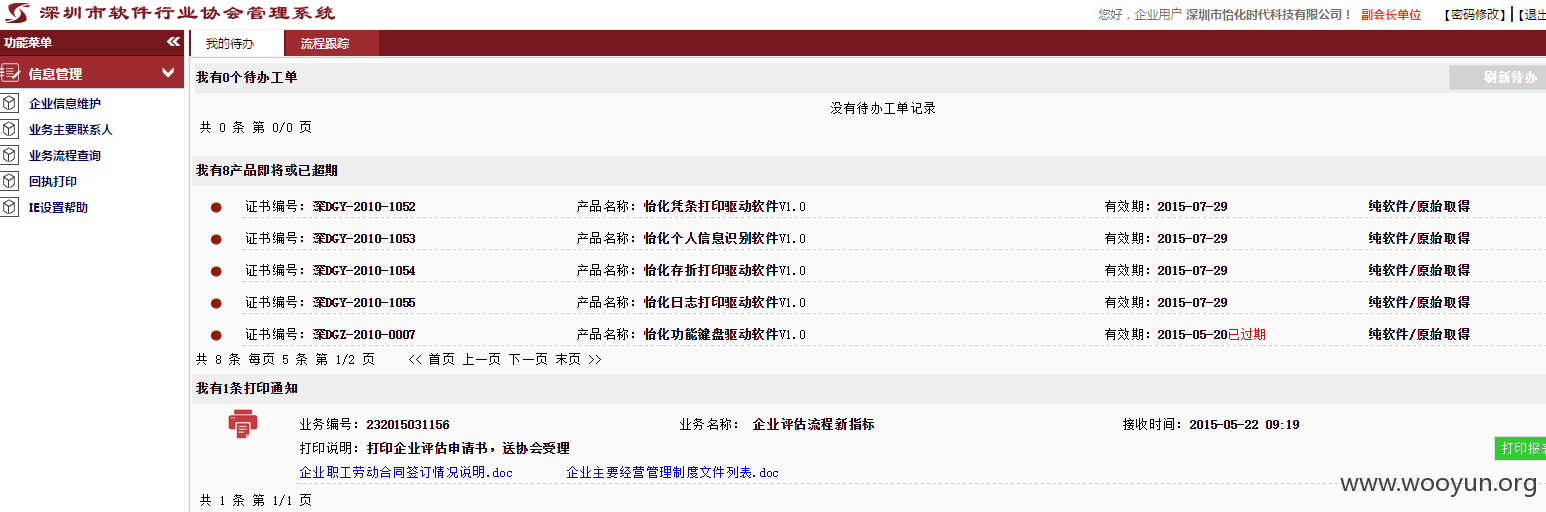 深圳市软件行业协会管理系统
您好，企业用户 深圳市怡化时代科技有限公司！ 副会长单位 【密码修改】 【退出
功能菜单 我的待办 流程跟踪
信息管理
企业信息维护
业务主要联系人
业务流程查询
回执打印
IE设置帮助
我有0个待办工单 刷新待办
没有待办工单记录
共 0 条 第 0/0 页
我有8产品即将或已超期
证书编号：深DGY-2010-1052 产品名称：怡化凭条打印驱动软件V1.0 有效期：2015-07-29 纯软件/原始取得
证书编号：深DGY-2010-1053 产品名称：怡化个人信息识别软件V1.0 有效期：2015-07-29 纯软件/原始取得
证书编号：深DGY-2010-1054 产品名称：怡化存折打印驱动软件V1.0 有效期：2015-07-29 纯软件/原始取得
证书编号：深DGY-2010-1055 产品名称：怡化日志打印驱动软件V1.0 有效期：2015-07-29 纯软件/原始取得
证书编号：深DGZ-2010-0007 产品名称：怡化功能键盘驱动软件V1.0 有效期：2015-05-20已过期 纯软件/原始取得
共 8 条 每页 5 条 第 1/2 页 << 首页 上一页 下一页 末页 >>
我有1条打印通知
业务编号：232015031156 业务名称： 企业评估流程新指标 接收时间：2015-05-22 09:19
打印说明：打印企业评估申请书，送协会受理 打印报表
企业职工劳动合同签订情况说明.doc 企业主要经营管理制度文件列表.doc
共 1 条 第 1/1 页
www.wooyun.org